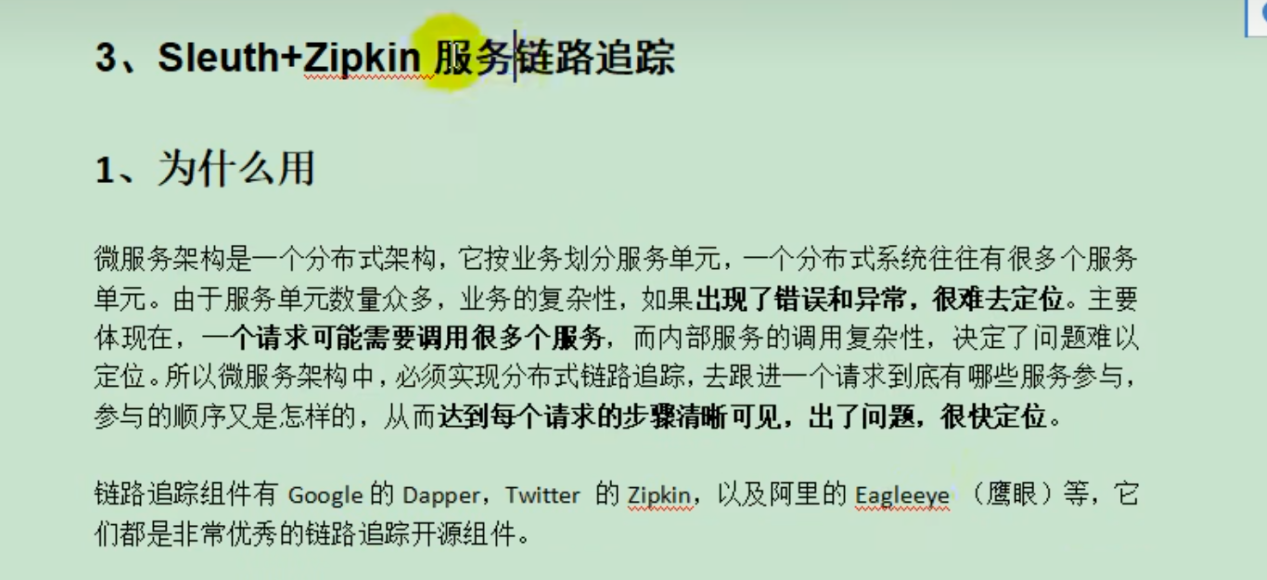 3、Sleuth+Zipkin 服务链路追踪
1、为什么用
微服务架构是一个分布式架构，它按业务划分服务单元，一个分布式系统往往有很多个服务
单元。由于服务单元数量众多，业务的复杂性，如果出现了错误和异常，很难去定位。主要
体现在，一个请求可能需要调用很多个服务，而内部服务的调用复杂性，决定了问题难以
定位。所以微服务架构中，必须实现分布式链路追踪，去跟进一个请求到底有哪些服务参与，
参与的顺序又是怎样的，从而达到每个请求的步骤清晰可见，出了问题，很快定位。
链路追踪组件有 Google 的 Dapper，Twitter 的 Zipkin，以及阿里的 Eagleeye （鹰眼）等，它
们都是非常优秀的链路追踪开源组件。